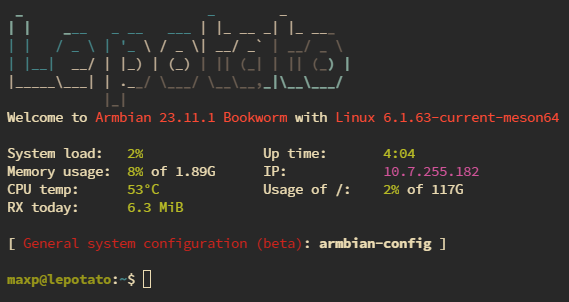 Lepotato
Welcome to Armbian 23.11.1 Bookworm with Linux 6.1.63-current-meson64
System load: 2% Up time: 4:04
Memory usage: 8% of 1.89G IP: 10.7.255.182
CPU temp: 53°C Usage of /: 2% of 117G
RX today: 6.3 MiB
[ General system configuration (beta): armbian-config ]
maxp@lepotato:~$